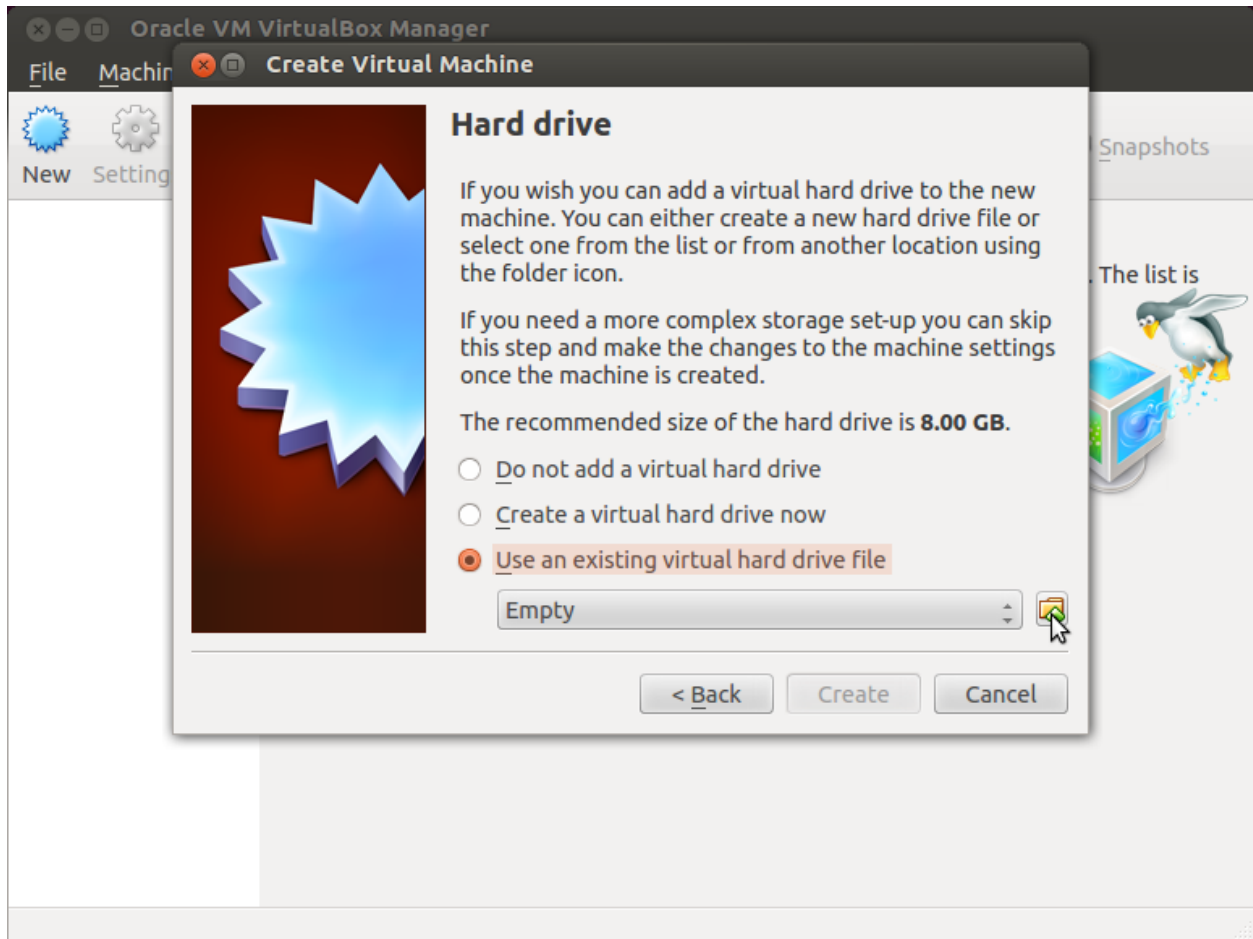 Oracle VM VirtualBox Manager
File Machin
Create Virtual Machine
New Setting
Snapshots
Hard drive
If you wish you can add a virtual hard drive to the new
machine. You can either create a new hard drive file or
select one from the list or from another location using
the folder icon.
. The list is
If you need a more complex storage set-up you can skip
this step and make the changes to the machine settings
once the machine is created.
The recommended size of the hard drive is 8.00 GB.
Do not add a virtual hard drive
Create a virtual hard drive now
Use an existing virtual hard drive file
Empty
< Back Create Cancel